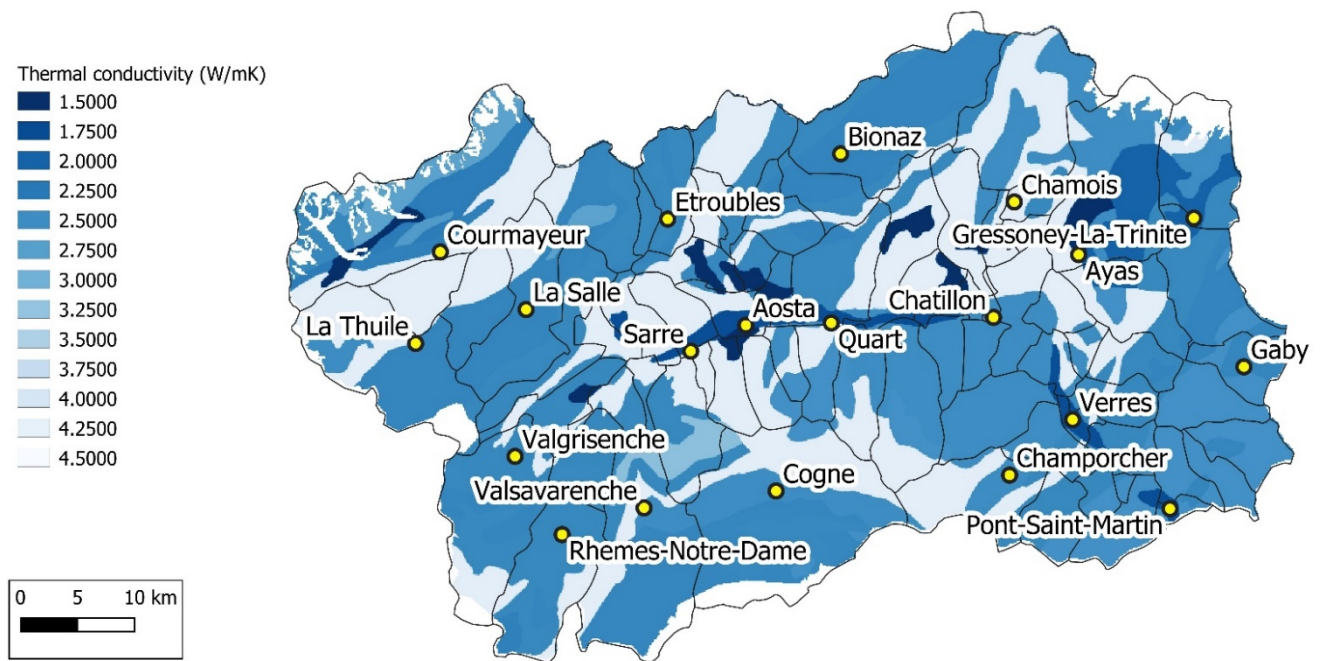 Thermal conductivity (W/mK)
1.5000
1.7500
2.0000
2.2500
2.5000
2.7500
3.0000
3.2500
3.5000
3.7500
4.0000
4.2500
4.5000
Bionaz
Chamois
Etroubles
Courmayeur
Gressoney-La-Trinite
Ayas
La Salle
Aosta
Chatillon
La Thuile
Sarre
Quart
Gaby
Verres
Valgrisenche
Champorcher
Cogne
Valsavarenche
Pont-Saint-Martin
Rhemes-Notre-Dame
0 5 10 km